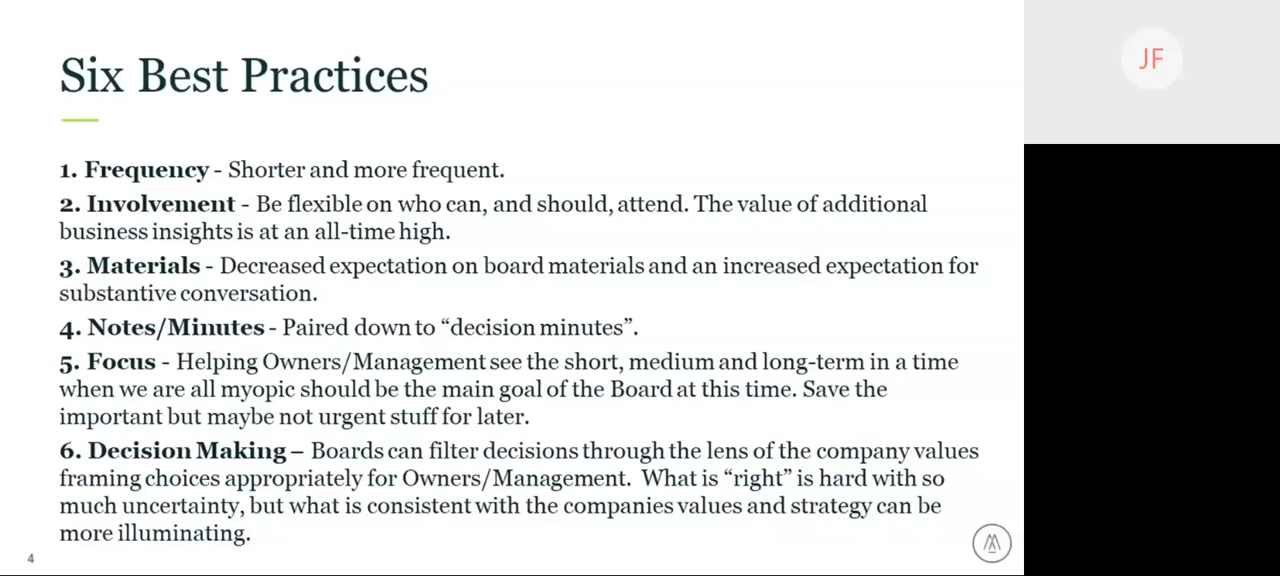 Six Best Practices
1. Frequency - Shorter and more frequent.
2. Involvement - Be flexible on who can, and should, attend. The value of additional
business insights is at an all-time high.
3. Materials - Decreased expectation on board materials and an increased expectation for
substantive conversation.
4. Notes/Minutes - Paired down to “decision minutes”.
5. Focus - Helping Owners/Management see the short, medium and long-term in a time
when we are all myopic should be the main goal of the Board at this time. Save the
important but maybe not urgent stuff for later.
6. Decision Making – Boards can filter decisions through the lens of the company values
framing choices appropriately for Owners/Management. What is “right” is hard with so
much uncertainty, but what is consistent with the companies values and strategy can be
more illuminating.
4
JF